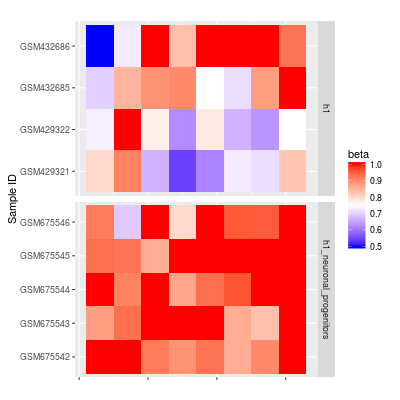 Sample ID
GSM432686
GSM432685
GSM429322
GSM429321
h1
GSM675546
GSM675545
GSM675544
GSM675543
GSM675542
h1_neuronal_progenitors
beta
1.0
0.9
0.8
0.7
0.6
0.5